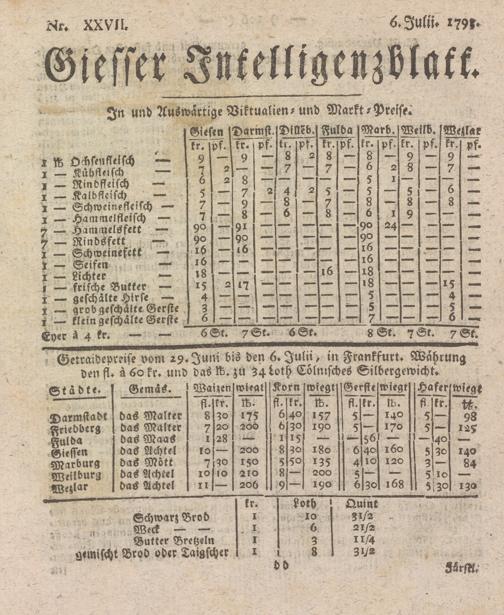 Nr. XXVII. 6. Julii. 1798.
Giesser Intelligenzblatt.
In und Auswärtige Viktualien- und Markt-Preise.
Giesen Darmst. Dilleb. Fulda Marb. Weilb. Wezlar
kr. pf. kr. pf. kr. pf. kr. pf. kr. pf. kr. pf. kr. pf.
1 ℔ Ochsenfleisch — 9 — 9 — 8 2 8 — 8 — 9 — 9 —
1 — Kühfleisch — 7 2 — — 7 — 7 — 6 2 8 — 7 —
1 — Rindfleisch — 6 2 8 — — — — — 5 1 — — — —
1 — Kalbfleisch — 5 — 7 2 4 2 5 — 5 — 5 — 6 —
1 — Schweinefleisch — 7 — 9 — 8 — 7 — 8 — 8 — 8 —
1 — Hammelfleisch — 7 — 8 — 6 — 8 — 6 1 9 — — —
7 — Hammelsfett — 90 — 91 — — — — — 90 24 — — — —
7 — Rindsfett — 90 — 90 — — — — — 90 — — — — —
1 — Schweinefett — 16 — 16 — — — — — 16 — — — — —
1 — Seifen — 16 — — — — — — — 16 — — — — —
1 — Lichter — 18 — — — — — 16 — 18 — — — — —
1 — frische Butter — 15 2 17 — — — — — — — — — 15 —
1 — geschälte Hirse — 4 — — — — — — — 5 — — — — —
1 — grob geschälte Gerste 3 — — — — — — — 5 — — — 4 —
1 — klein geschälte Gerste 6 — — — — — — — 7 — — — 6 —
Eyer à 4 kr. — — 6 St. 7 St. 6 St. 8 St. 7 St. 7 St.
Getraidepreise vom 29. Juni bis den 6. Julii, in Frankfurt. Währung
den fl. à 60 kr. und das ℔. zu 34 Loth Cölnisches Silbergewicht.
Städte. Gemäs. Waizen wiegt Korn wiegt Gerste wiegt Hafer wiegt
fl. kr. fl. kr. fl. kr. fl. kr. ℔.
Darmstadt das Malter 8 30 175 6 40 157 5 — 140 5 — 98
Friedberg das Malter 7 20 200 6 30 190 5 — 170 5 — 125
Fulda das Maas 1 28 — 1 15 — — 56 — — 40 —
Giessen das Achtel 10 — 200 8 30 180 6 40 160 5 30 140
Marburg das Mött 7 30 150 5 50 135 4 10 120 3 — 84
Weilburg das Achtel 10 10 210 8 — 200 5 — — 5 10 —
Wezlar das Achtel 11 — 206 9 — 190 6 30 168 5 30 130
kr. Loth Quint
Schwarz Brod 1 10 31/2
Weck — — 1 6 21/2
Butter Bretzeln 1 3 11/4
gemischt Brod oder Taigscher 1 8 31/2
dd Fürstl.